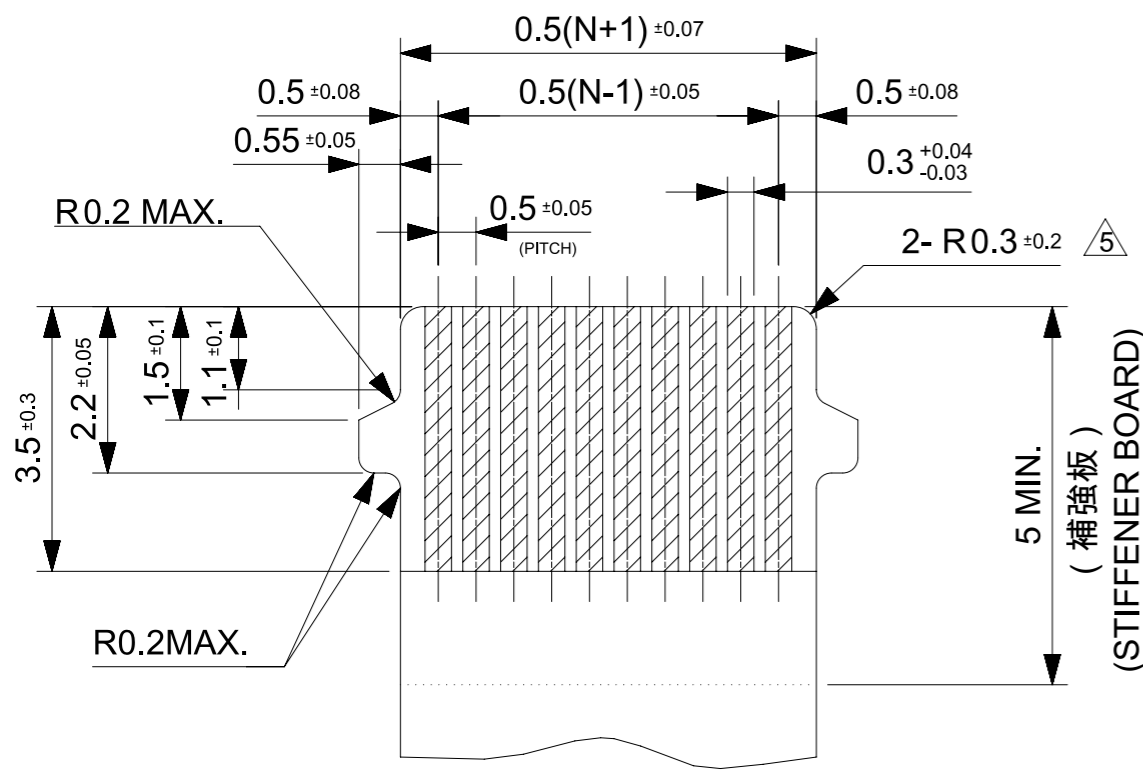 0.5(N+1) ±0.07
0.5 ±0.08
0.5(N-1) ±0.05
0.5 ±0.08
0.55 ±0.05
0.3 +0.04 -0.03
R0.2 MAX.
0.5 ±0.05
(PITCH)
2- R0.3 ±0.2
5
3.5 ±0.3
2.2 ±0.05
1.5 ±0.1
1.1 ±0.1
5 MIN.
( 補強板 )
(STIFFENER BOARD)
R0.2MAX.